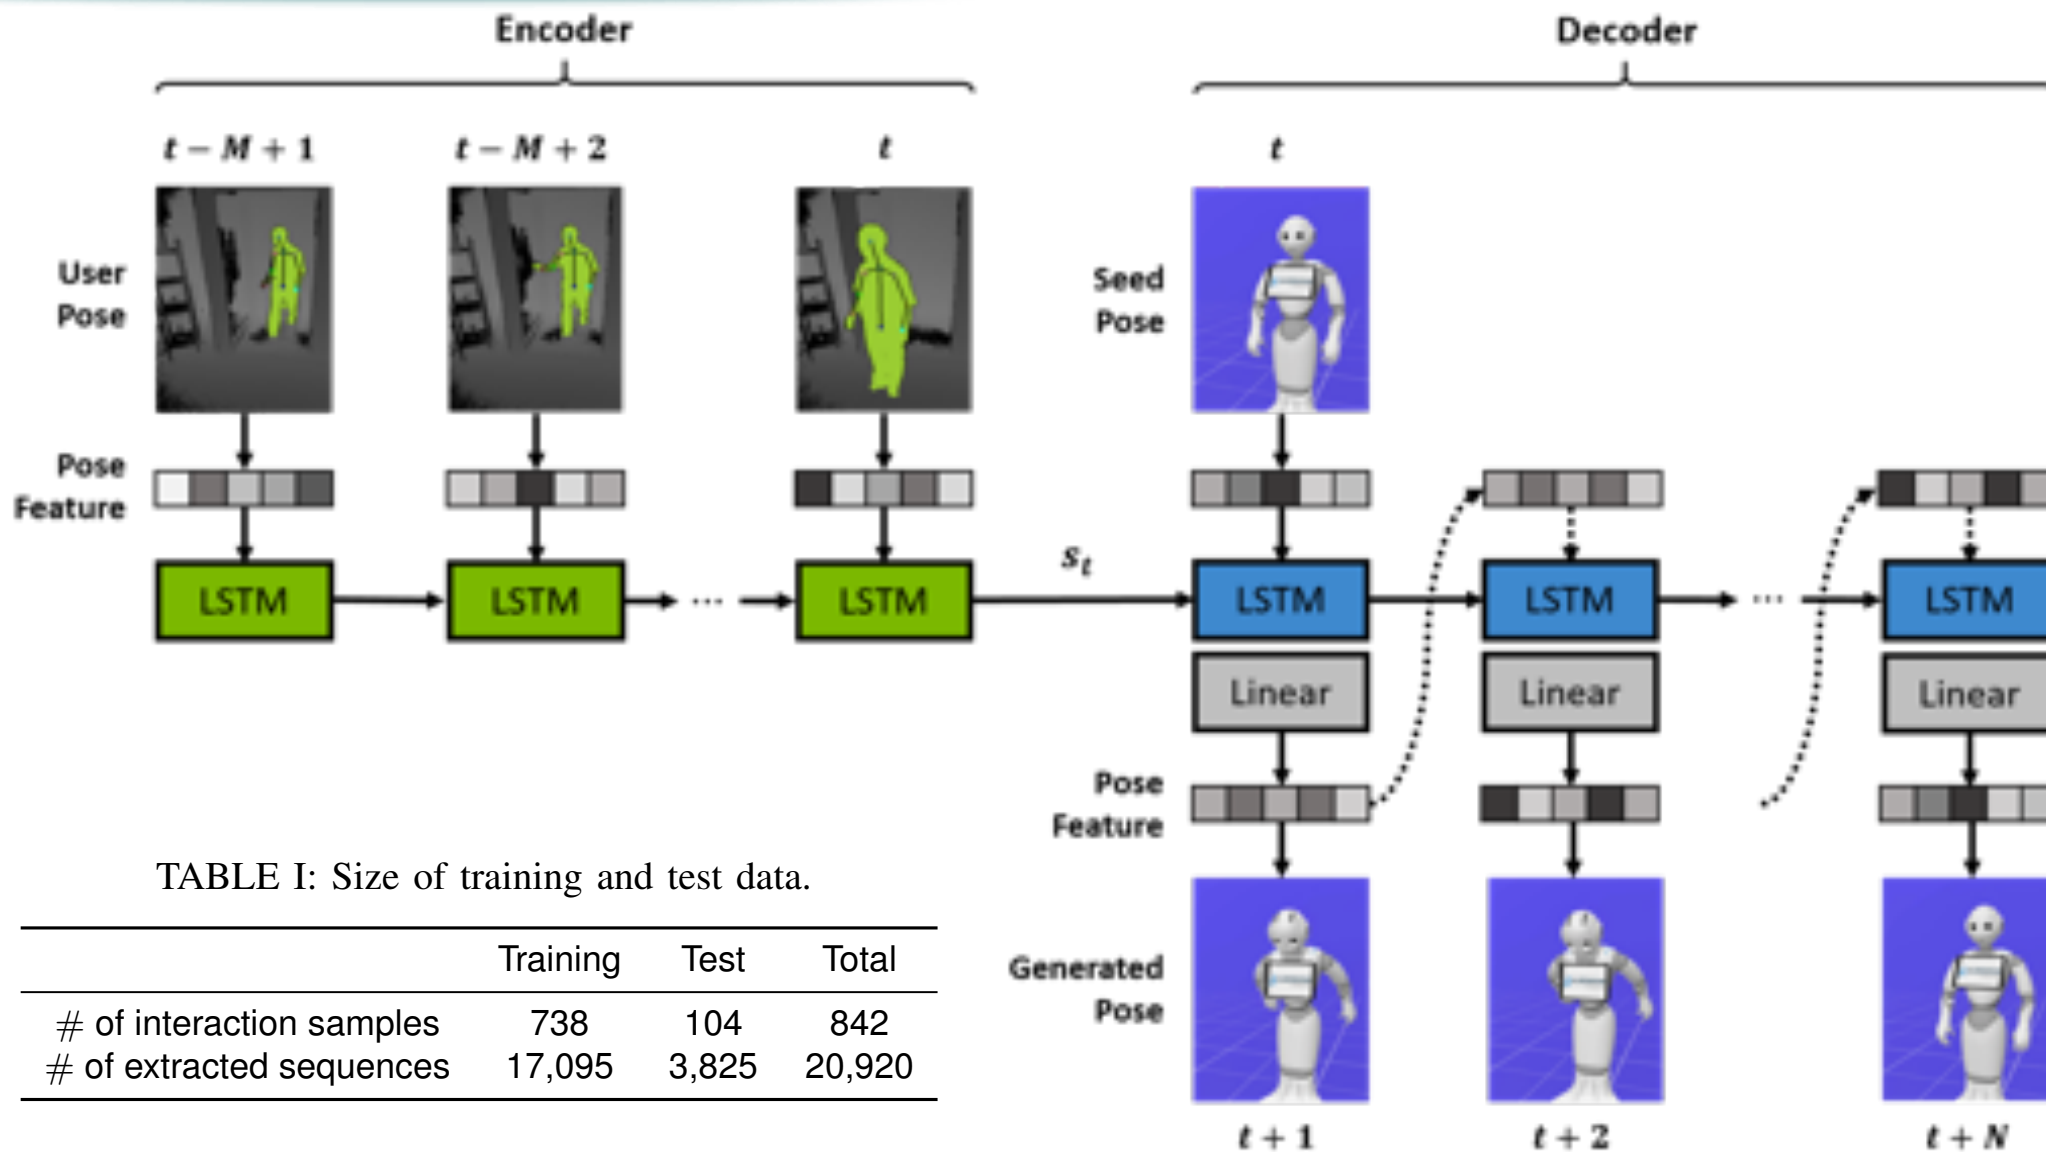 Encoder
Decoder
t − M + 1
t − M + 2
t
t
User
Pose
Seed
Pose
Pose
Feature
s_t
LSTM
LSTM
...
LSTM
LSTM
LSTM
...
LSTM
Linear
Linear
Linear
Pose
Feature
Generated
Pose
t + 1
t + 2
t + N
TABLE I: Size of training and test data.
Training Test Total
# of interaction samples 738 104 842
# of extracted sequences 17,095 3,825 20,920